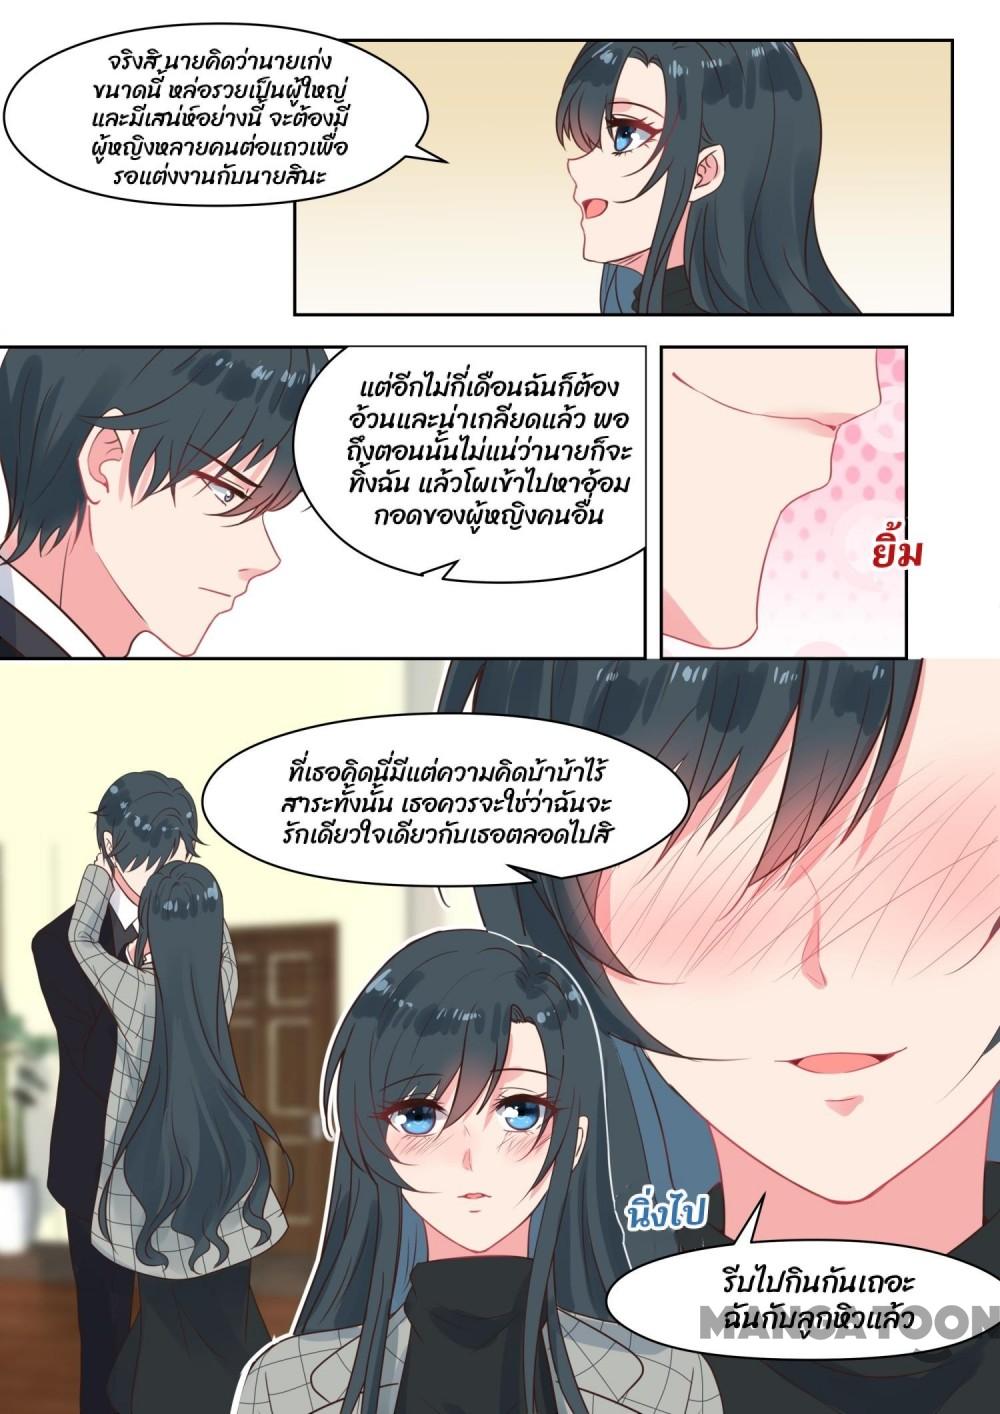 จริงสิ นายคิดว่านายเก่ง
ขนาดนี้ หล่อรวยเป็นผู้ใหญ่
และมีเสน่ห์อย่างนี้ จะต้องมี
ผู้หญิงหลายคนต่อแถวเพื่อ
รอแต่งงานกับนายสินะ
แต่อีกไม่กี่เดือนฉันก็ต้อง
อ้วนและน่าเกลียดแล้ว พอ
ถึงตอนนั้นไม่แน่ว่านายก็จะ
ทิ้งฉัน แล้วโผเข้าไปหาอ้อม
กอดของผู้หญิงคนอื่น
ยิ้ม
ที่เธอคิดนี่มีแต่ความคิดบ้าบ้าไร้
สาระทั้งนั้น เธอควรจะใช่ว่าฉันจะ
รักเดียวใจเดียวกับเธอตลอดไปสิ
นิ่งไป
รีบไปกินกันเถอะ
ฉันกับลูกหิวแล้ว
MANGATOON